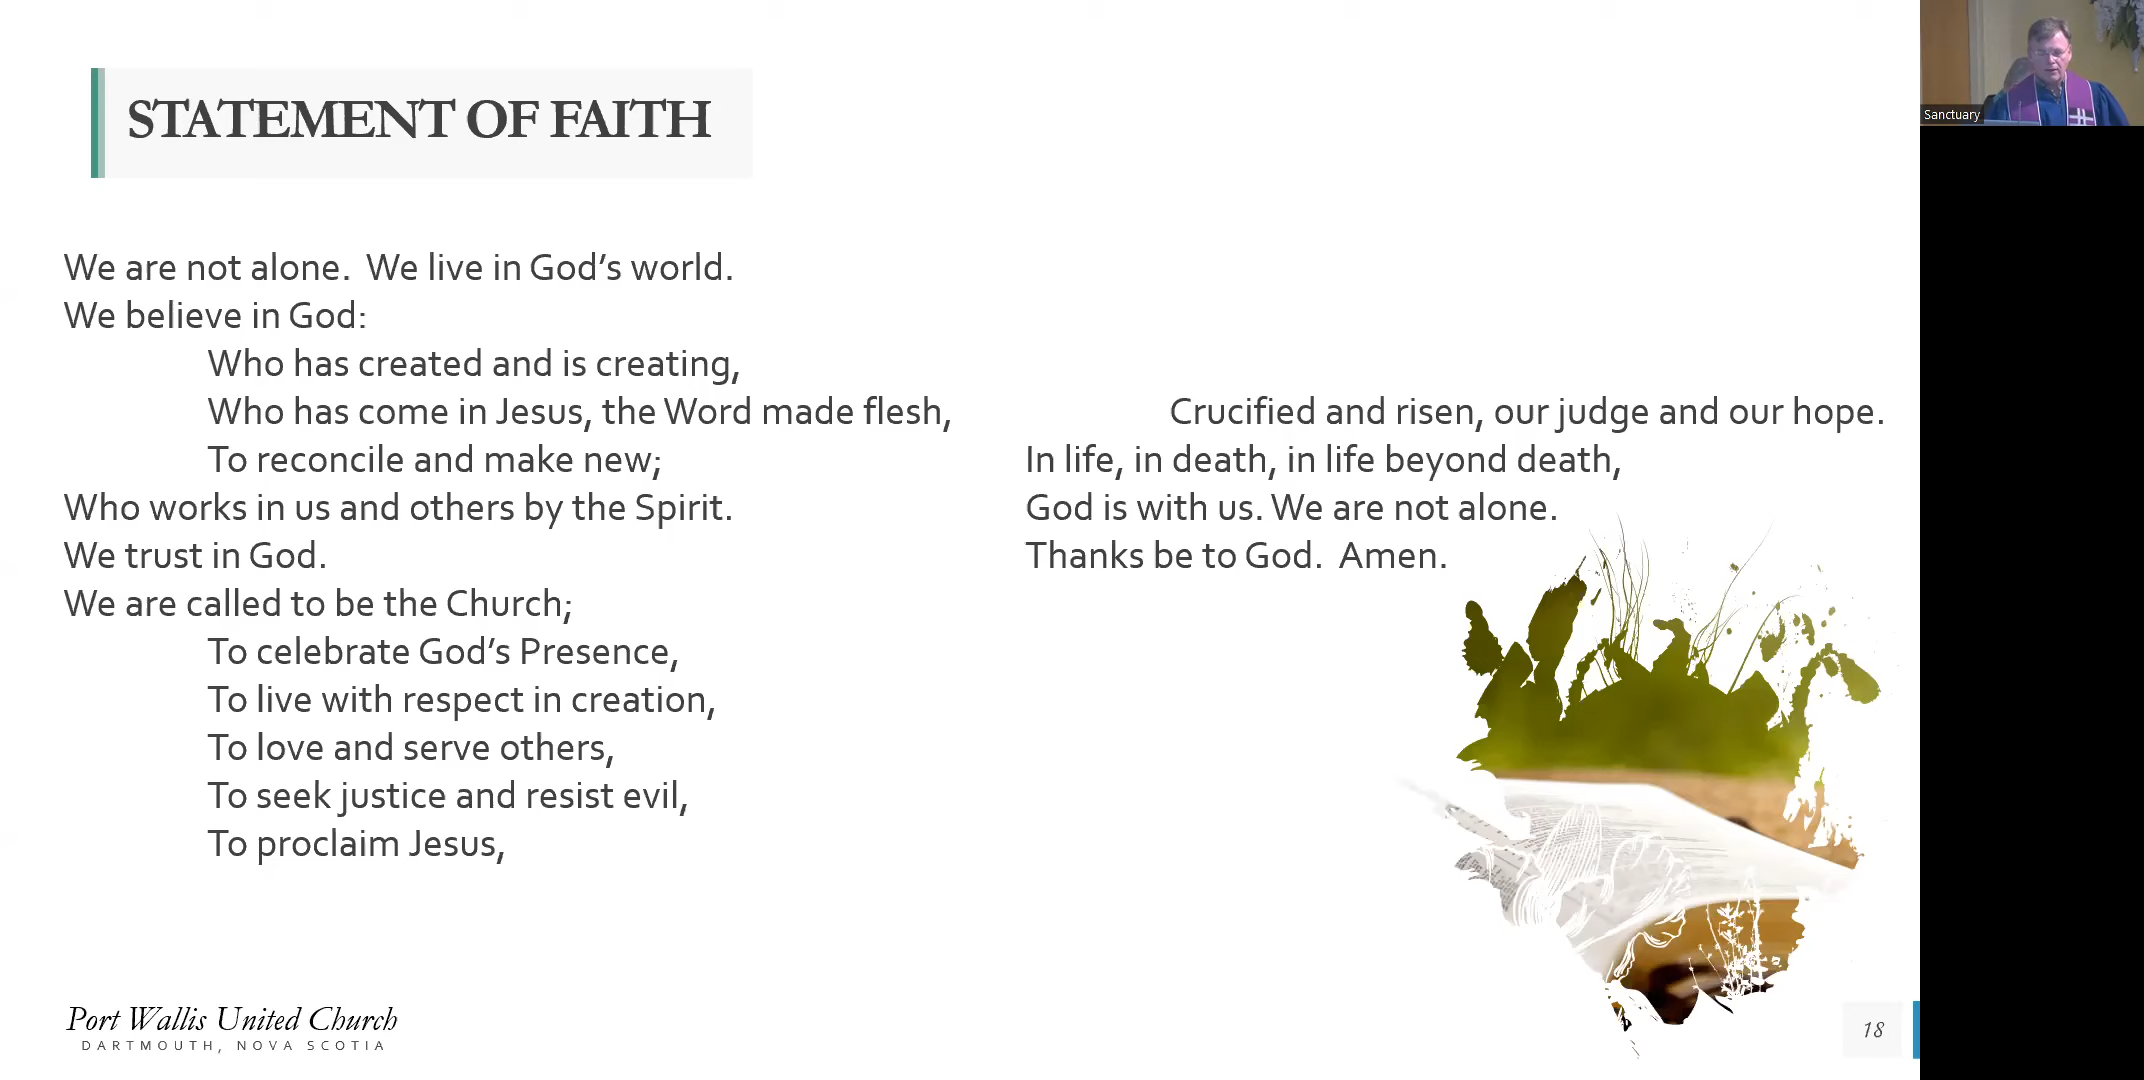 STATEMENT OF FAITH
We are not alone.  We live in God’s world.
We believe in God:
Who has created and is creating,
Who has come in Jesus, the Word made flesh,
To reconcile and make new;
Who works in us and others by the Spirit.
We trust in God.
We are called to be the Church;
To celebrate God’s Presence,
To live with respect in creation,
To love and serve others,
To seek justice and resist evil,
To proclaim Jesus,
Crucified and risen, our judge and our hope.
In life, in death, in life beyond death,
God is with us. We are not alone.
Thanks be to God.  Amen.
Port Wallis United Church
DARTMOUTH, NOVA SCOTIA
18
Sanctuary